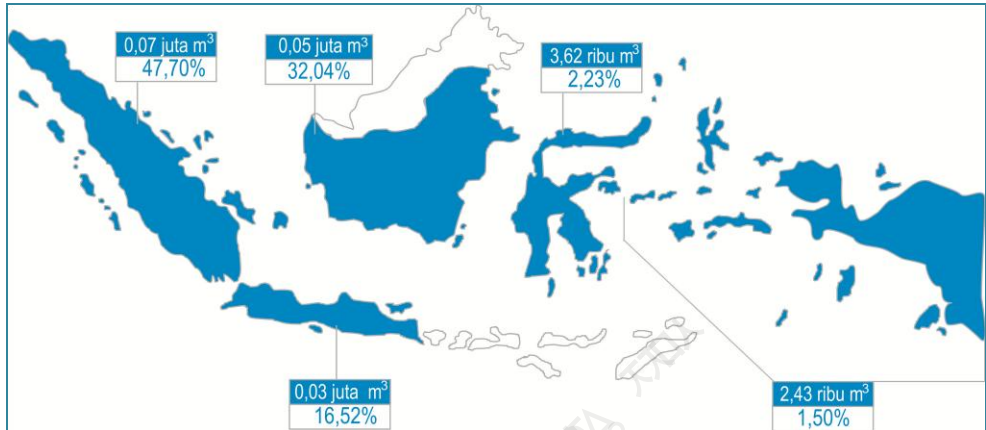 0,07 juta m³
47,70%
0,05 juta m³
32,04%
3,62 ribu m³
2,23%
0,03 juta m³
16,52%
2,43 ribu m³
1,50%